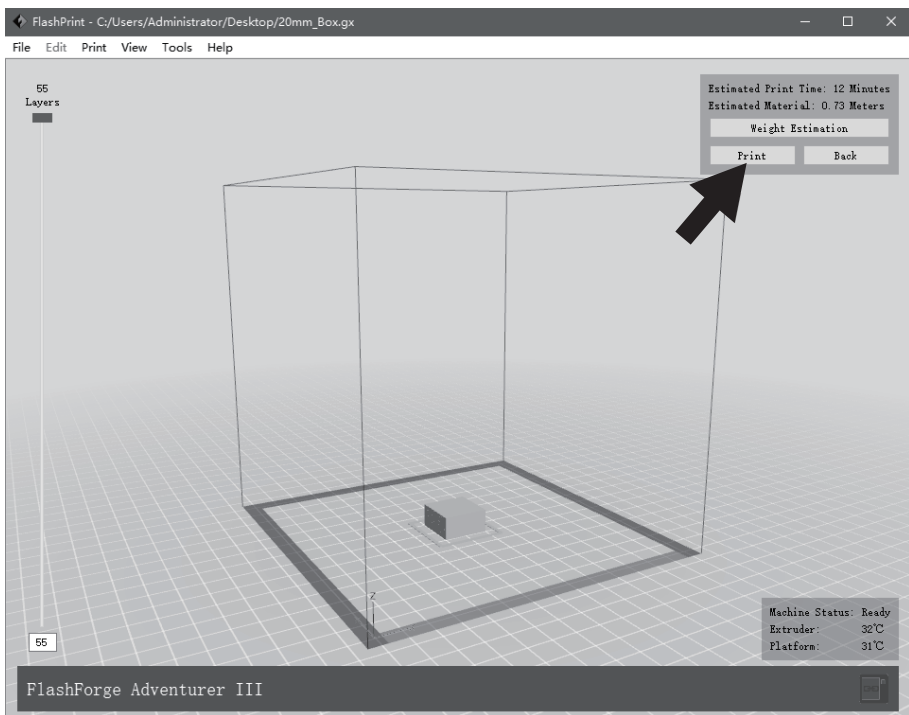 FlashPrint - C:/Users/Administrator/Desktop/20mm_Box.gx
File Edit Print View Tools Help
55
Layers
Estimated Print Time: 12 Minutes
Estimated Material: 0.73 Meters
Weight Estimation
Print Back
Z
55
Machine Status: Ready
Extruder: 32℃
Platform: 31℃
FlashForge Adventurer III